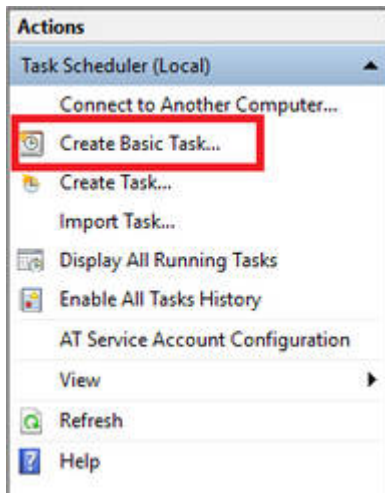 Actions
Task Scheduler (Local)
Connect to Another Computer...
Create Basic Task...
Create Task...
Import Task...
Display All Running Tasks
Enable All Tasks History
AT Service Account Configuration
View
Refresh
Help